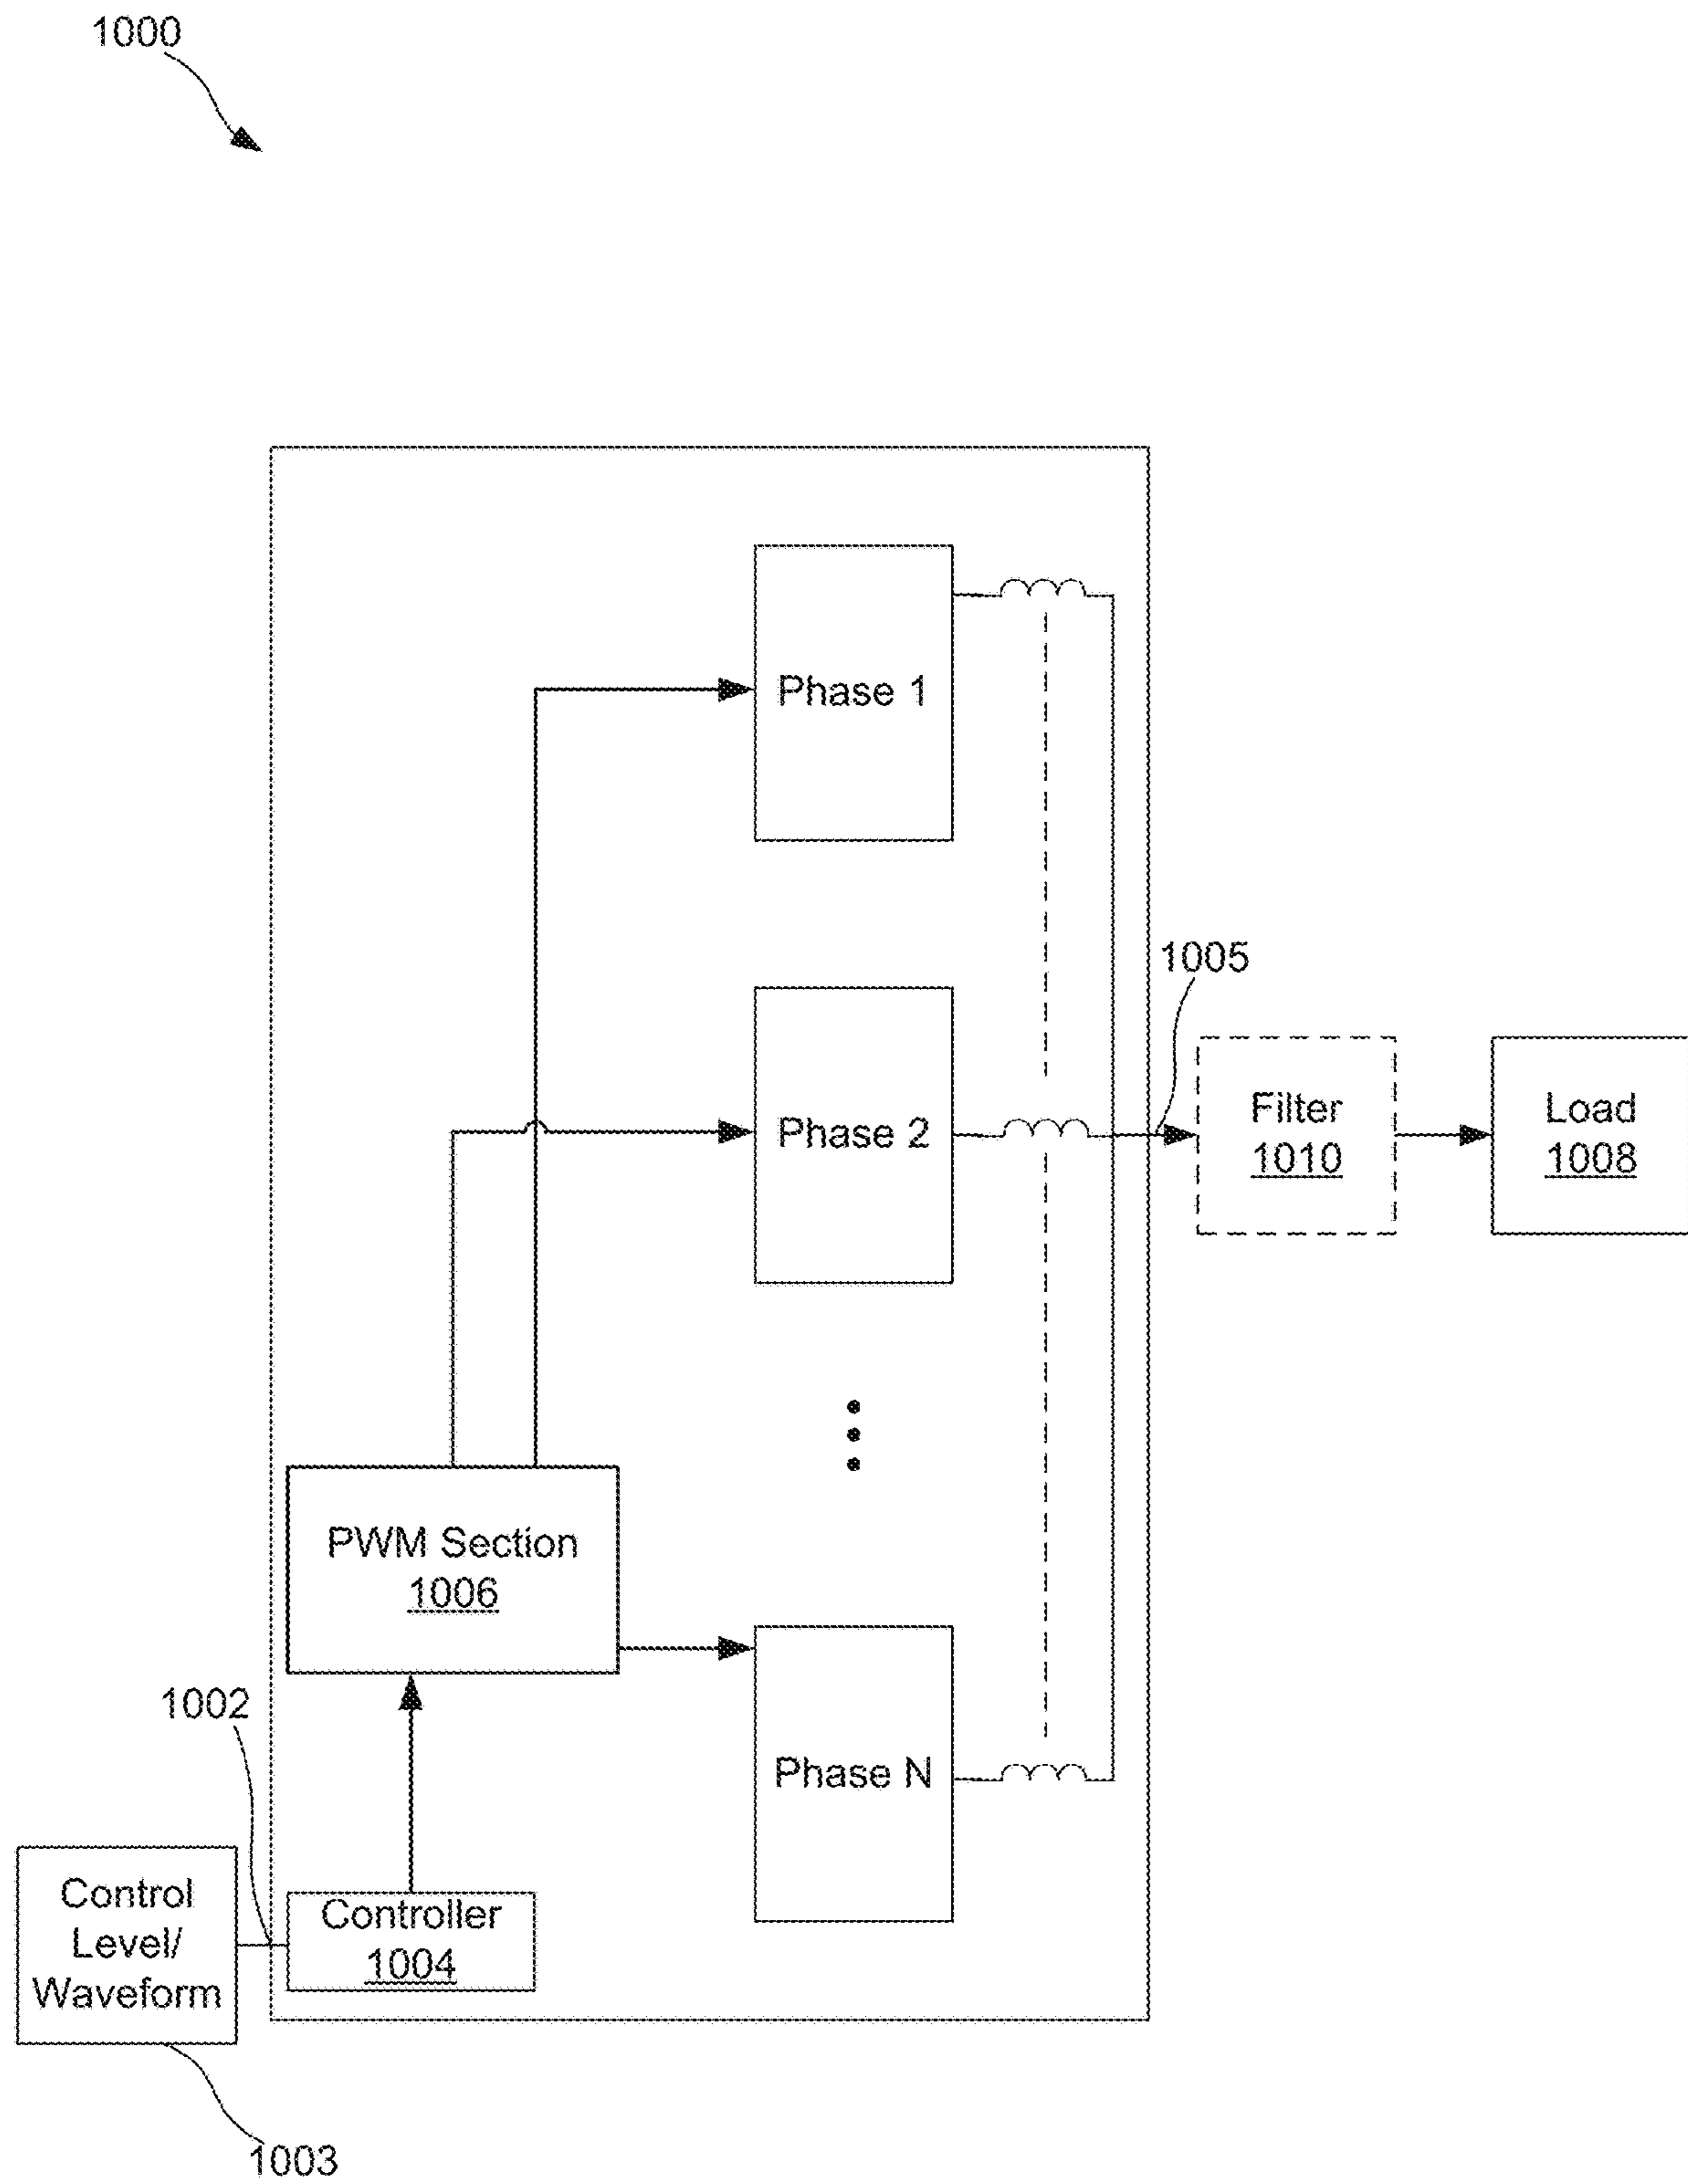 1000
Phase 1
1005
Phase 2
Filter
1010
Load
1008
PWM Section
1006
1002
Phase N
Control
Level/
Waveform
Controller
1004
1003